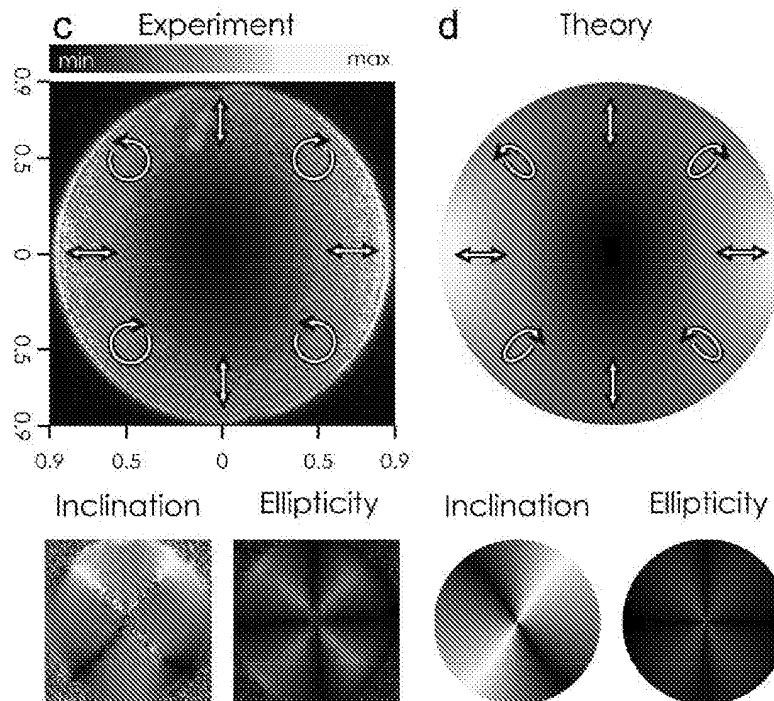 c Experiment
d Theory
min max
0.9
0.5
0
0.5
0.9
0.9 0.5 0 0.5 0.9
Inclination Ellipticity
Inclination Ellipticity